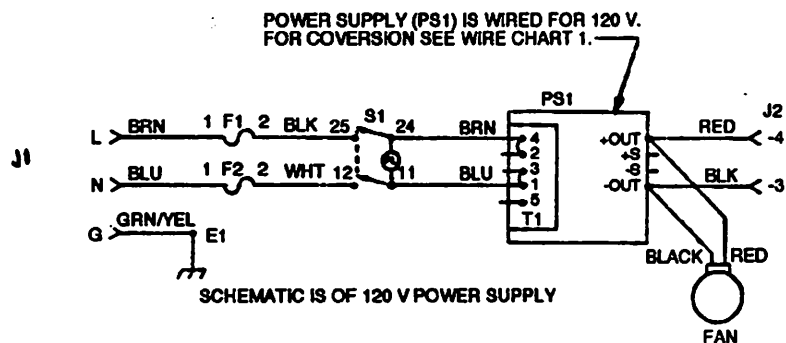 POWER SUPPLY (PS1) IS WIRED FOR 120 V.
FOR COVERSION SEE WIRE CHART 1.
J1
L BRN 1 F1 2 BLK 25 S1 24 BRN
N BLU 1 F2 2 WHT 12 11 BLU
G GRN/YEL E1
PS1
4
2
3
1
5
T1
+OUT
+S
-S
-OUT
J2
RED -4
BLK -3
BLACK RED
FAN
SCHEMATIC IS OF 120 V POWER SUPPLY